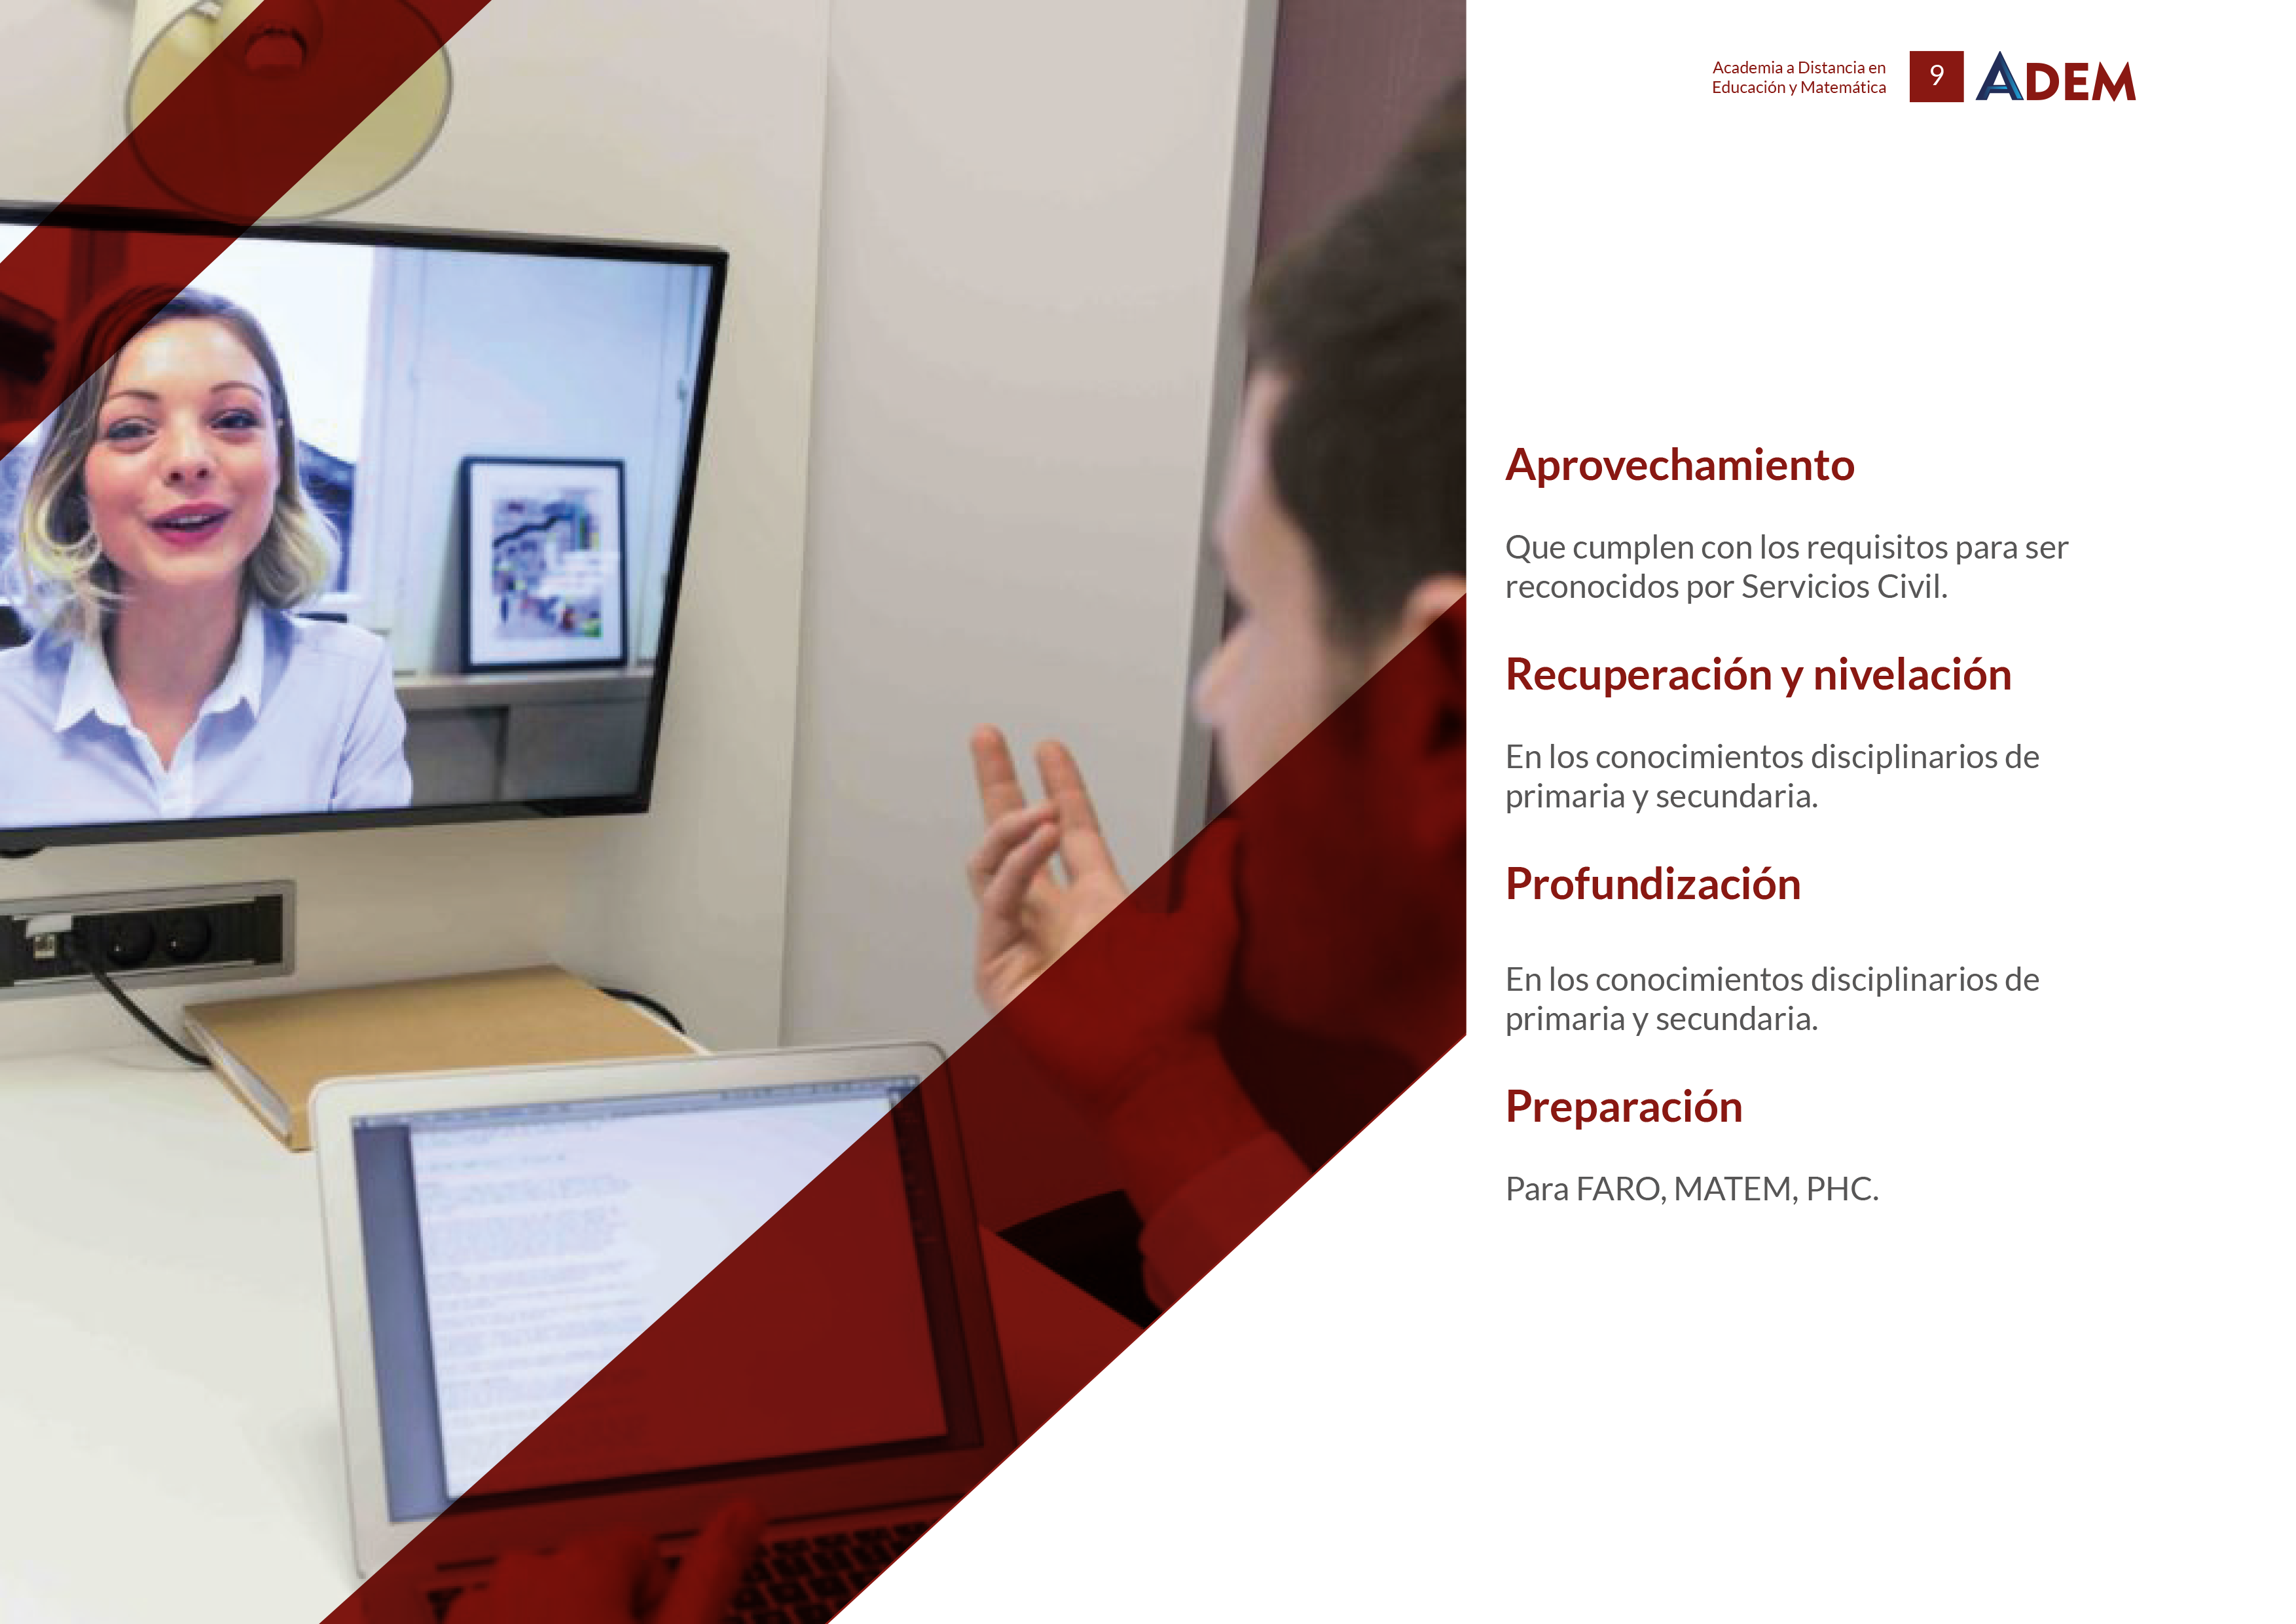 Academia a Distancia en
Educación y Matemática
9
ADEM
Aprovechamiento
Que cumplen con los requisitos para ser
reconocidos por Servicios Civil.
Recuperación y nivelación
En los conocimientos disciplinarios de
primaria y secundaria.
Profundización
En los conocimientos disciplinarios de
primaria y secundaria.
Preparación
Para FARO, MATEM, PHC.